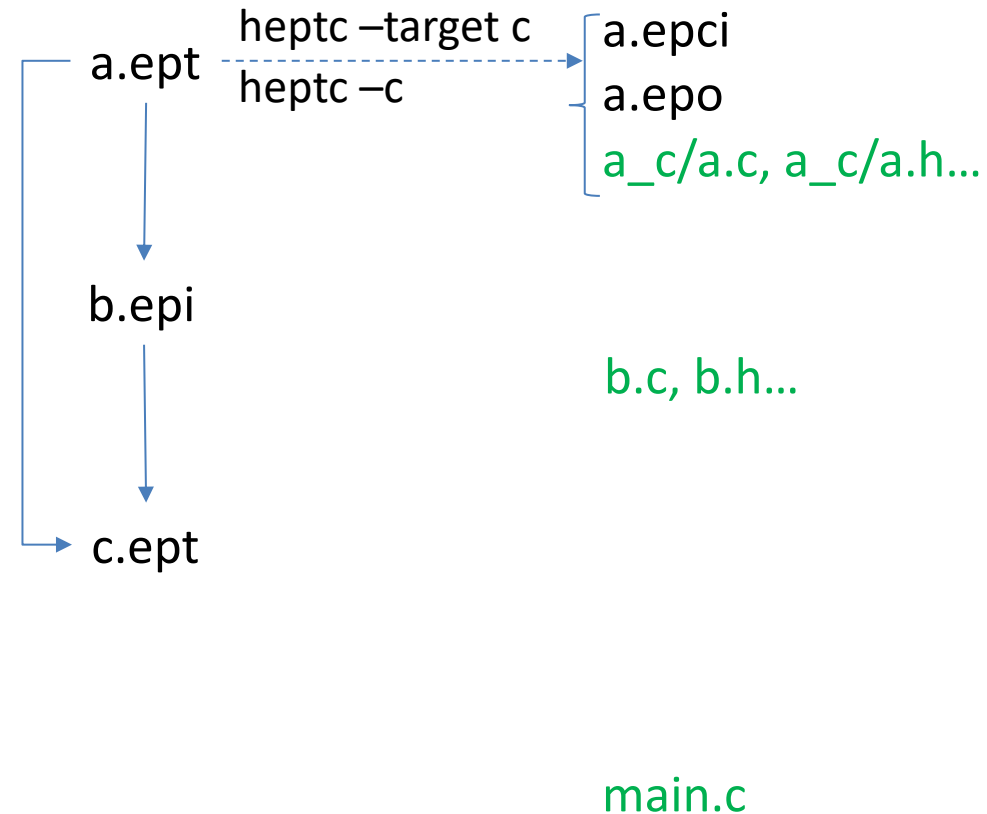 heptc –target c
a.ept
heptc –c
a.epci
a.epo
a_c/a.c, a_c/a.h...
b.epi
b.c, b.h...
c.ept
main.c